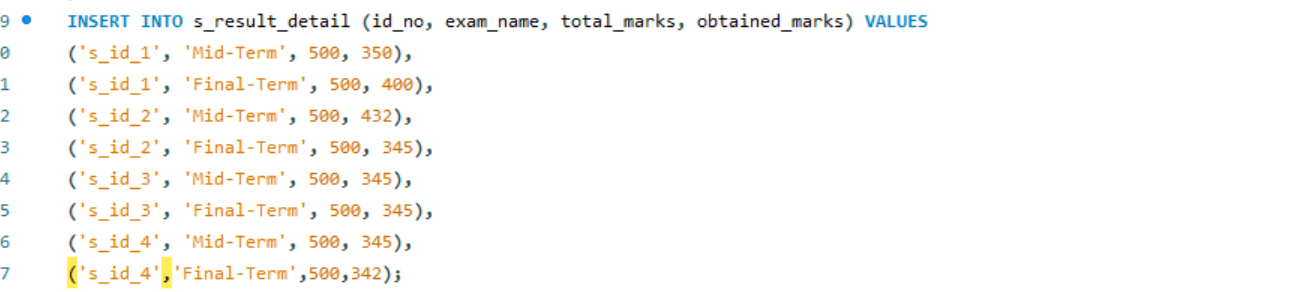 9 INSERT INTO s_result_detail (id_no, exam_name, total_marks, obtained_marks) VALUES
0 ('s_id_1', 'Mid-Term', 500, 350),
1 ('s_id_1', 'Final-Term', 500, 400),
2 ('s_id_2', 'Mid-Term', 500, 432),
3 ('s_id_2', 'Final-Term', 500, 345),
4 ('s_id_3', 'Mid-Term', 500, 345),
5 ('s_id_3', 'Final-Term', 500, 345),
6 ('s_id_4', 'Mid-Term', 500, 345),
7 ('s_id_4','Final-Term',500,342);